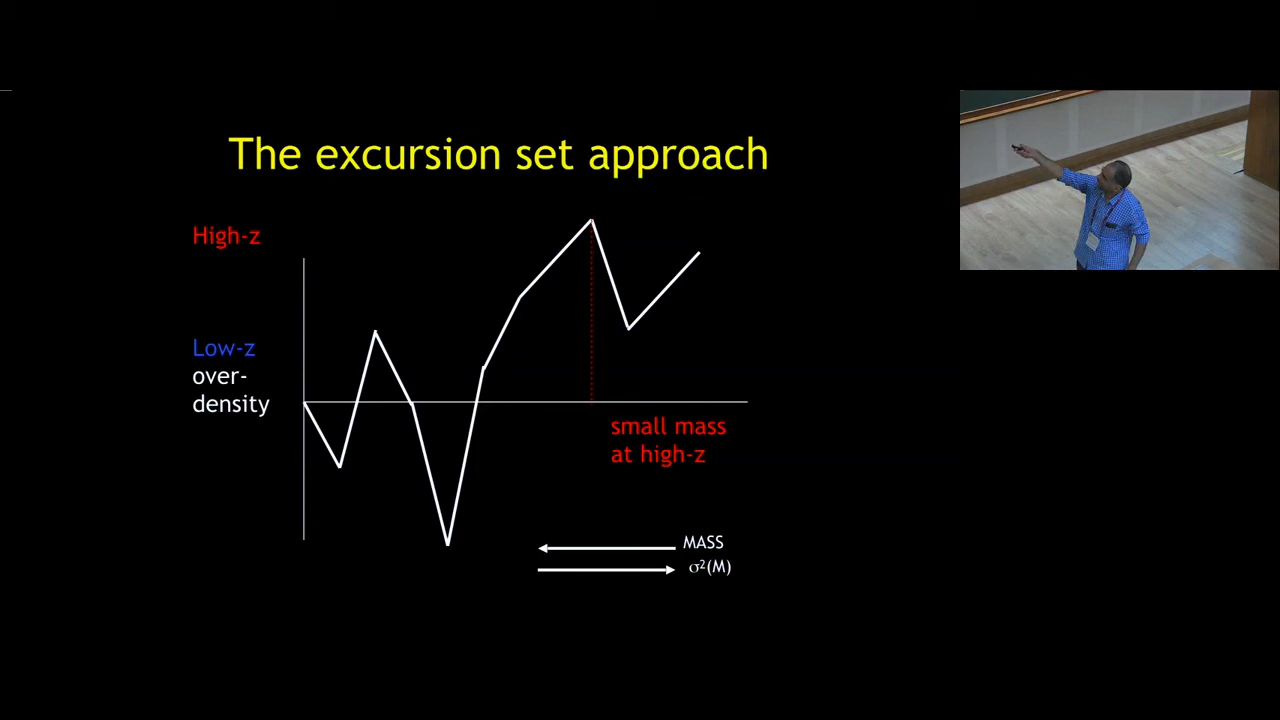 The excursion set approach
High-z
Low-z
over-
density
small mass
at high-z
MASS
σ²(M)